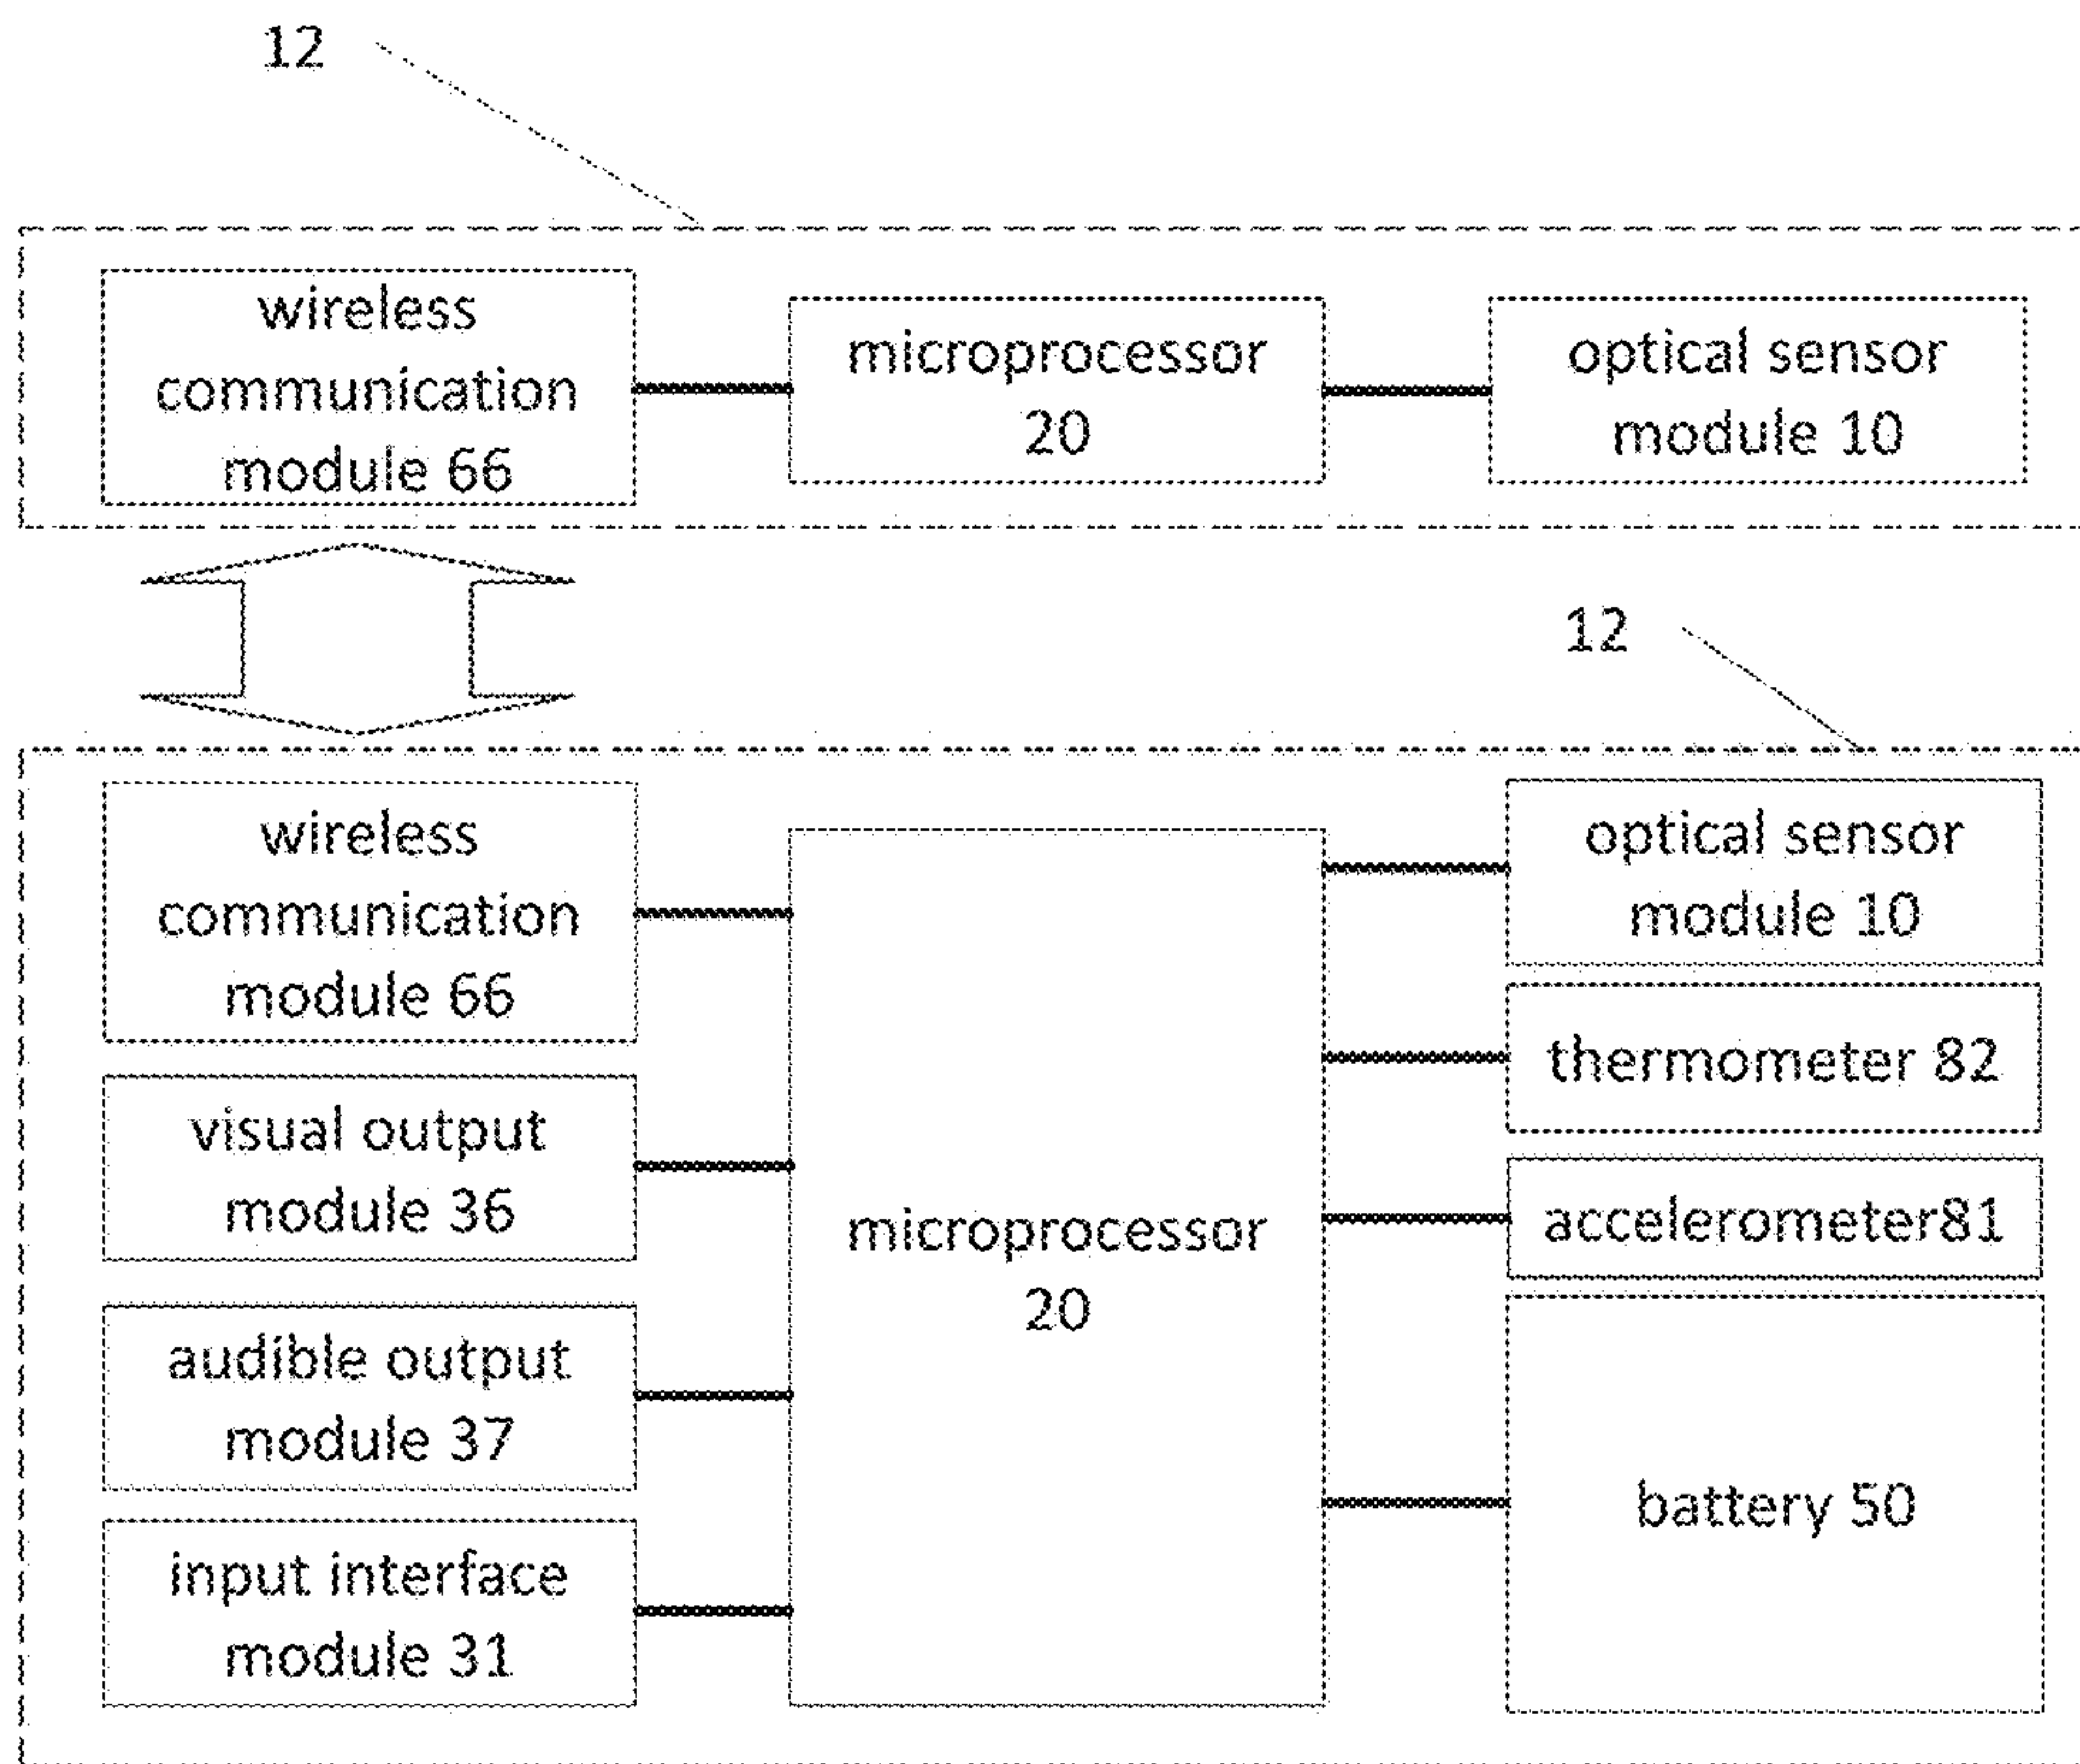 12
wireless
communication
module 66
microprocessor
20
optical sensor
module 10
12
wireless
communication
module 66
visual output
module 36
audible output
module 37
input interface
module 31
microprocessor
20
optical sensor
module 10
thermometer 82
accelerometer81
battery 50